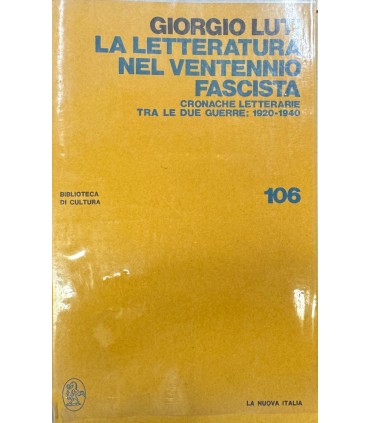 GIORGIO LUTI
LA LETTERATURA
NEL VENTENNIO
FASCISTA
CRONACHE LETTERARIE
TRA LE DUE GUERRE: 1920-1940
BIBLIOTECA
DI CULTURA
106
LA NUOVA ITALIA